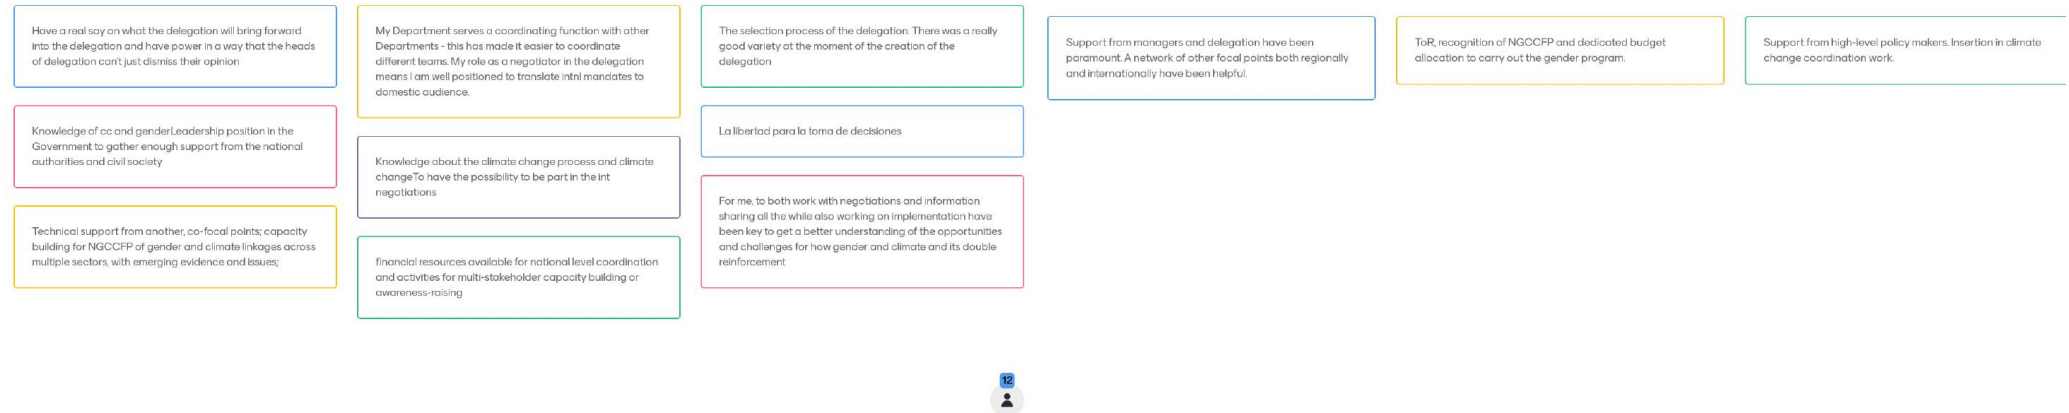 Have a real say on what the delegation will bring forward
into the delegation and have power in a way that the heads
of delegation can't just dismiss their opinion
Knowledge of cc and genderLeadership position in the
Government to gather enough support from the national
authorities and civil society
Technical support from another, co-focal points; capacity
building for NGCCFP of gender and climate linkages across
multiple sectors, with emerging evidence and issues;
My Department serves a coordinating function with other
Departments - this has made it easier to coordinate
different teams. My role as a negotiator in the delegation
means I am well positioned to translate intnl mandates to
domestic audience.
Knowledge about the climate change process and climate
changeTo have the possibility to be part in the int
negotiations
financial resources available for national level coordination
and activities for multi-stakeholder capacity building or
awareness-raising
The selection process of the delegation. There was a really
good variety at the moment of the creation of the
delegation
La libertad para la toma de decisiones
For me, to both work with negotiations and information
sharing all the while also working on implementation have
been key to get a better understanding of the opportunities
and challenges for how gender and climate and its double
reinforcement
Support from managers and delegation have been
paramount. A network of other focal points both regionally
and internationally have been helpful.
ToR, recognition of NGCCFP and dedicated budget
allocation to carry out the gender program.
Support from high-level policy makers. Insertion in climate
change coordination work.
12